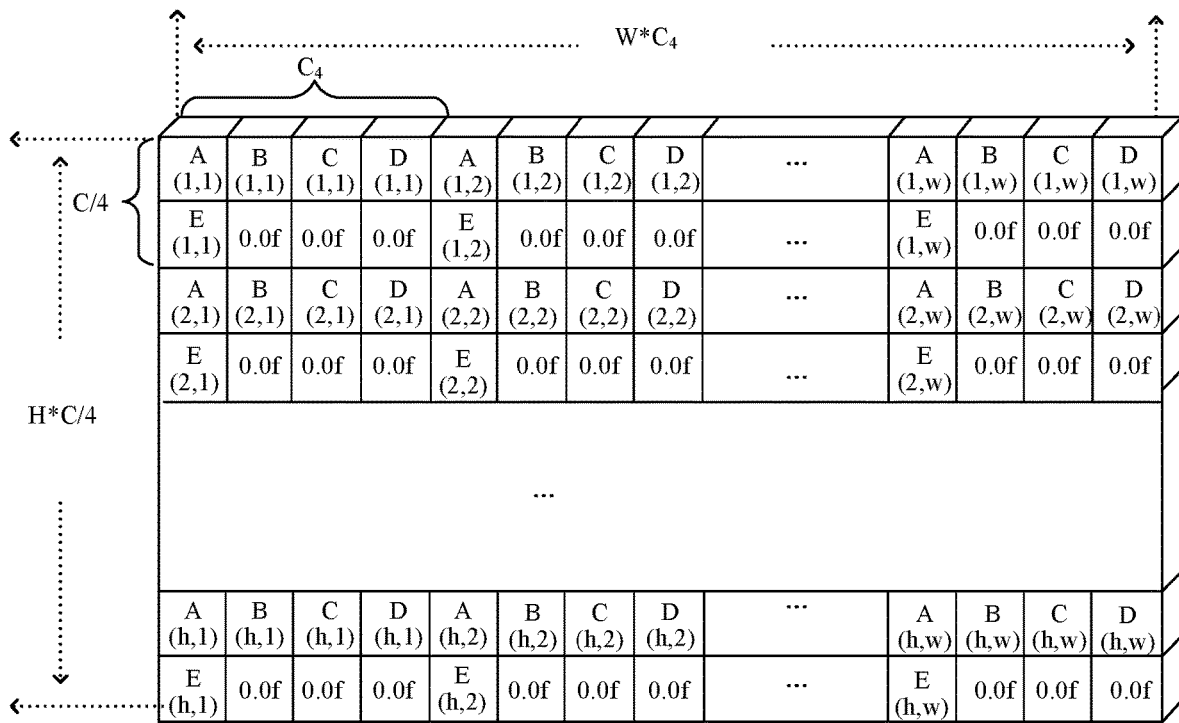 W*C₄
C₄
A B C D A B C D ... A B C D
(1,1) (1,1) (1,1) (1,1) (1,2) (1,2) (1,2) (1,2) (1,w) (1,w) (1,w) (1,w)
C/4
E 0.0f 0.0f 0.0f E 0.0f 0.0f 0.0f ... E 0.0f 0.0f 0.0f
(1,1) (1,2) (1,w)
A B C D A B C D ... A B C D
(2,1) (2,1) (2,1) (2,1) (2,2) (2,2) (2,2) (2,2) (2,w) (2,w) (2,w) (2,w)
E 0.0f 0.0f 0.0f E 0.0f 0.0f 0.0f ... E 0.0f 0.0f 0.0f
(2,1) (2,2) (2,w)
H*C/4
...
A B C D A B C D ... A B C D
(h,1) (h,1) (h,1) (h,1) (h,2) (h,2) (h,2) (h,2) (h,w) (h,w) (h,w) (h,w)
E 0.0f 0.0f 0.0f E 0.0f 0.0f 0.0f ... E 0.0f 0.0f 0.0f
(h,1) (h,2) (h,w)